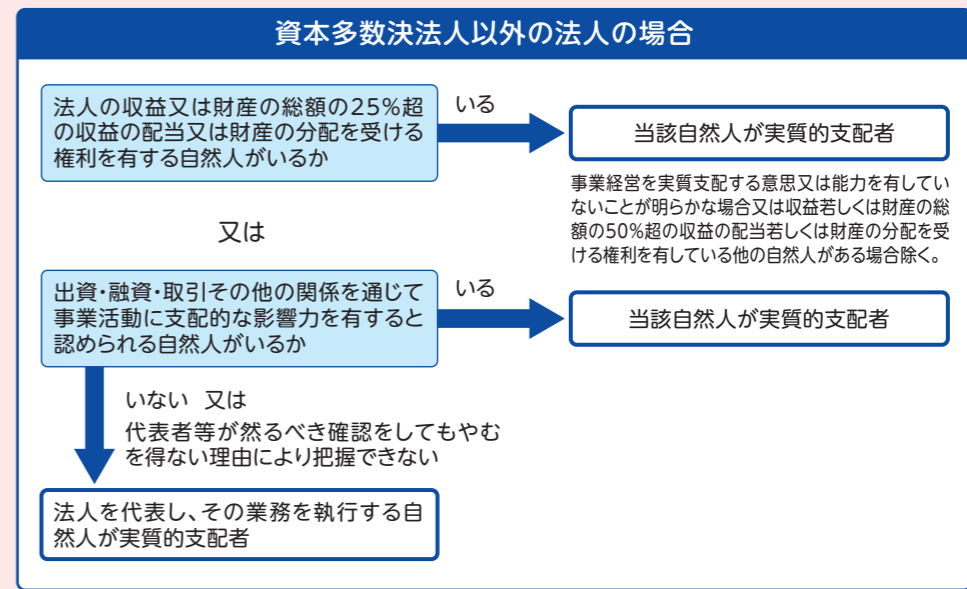 資本多数決法人以外の法人の場合
法人の収益又は財産の総額の25%超
の収益の配当又は財産の分配を受ける
権利を有する自然人がいるか
いる
当該自然人が実質的支配者
事業経営を実質支配する意思又は能力を有してい
ないことが明らかな場合又は収益若しくは財産の総
額の50%超の収益の配当若しくは財産の分配を受
ける権利を有している他の自然人がある場合除く。
又は
出資・融資・取引その他の関係を通じて
事業活動に支配的な影響力を有すると
認められる自然人がいるか
いる
当該自然人が実質的支配者
いない 又は
代表者等が然るべき確認をしてもやむ
を得ない理由により把握できない
法人を代表し、その業務を執行する自
然人が実質的支配者